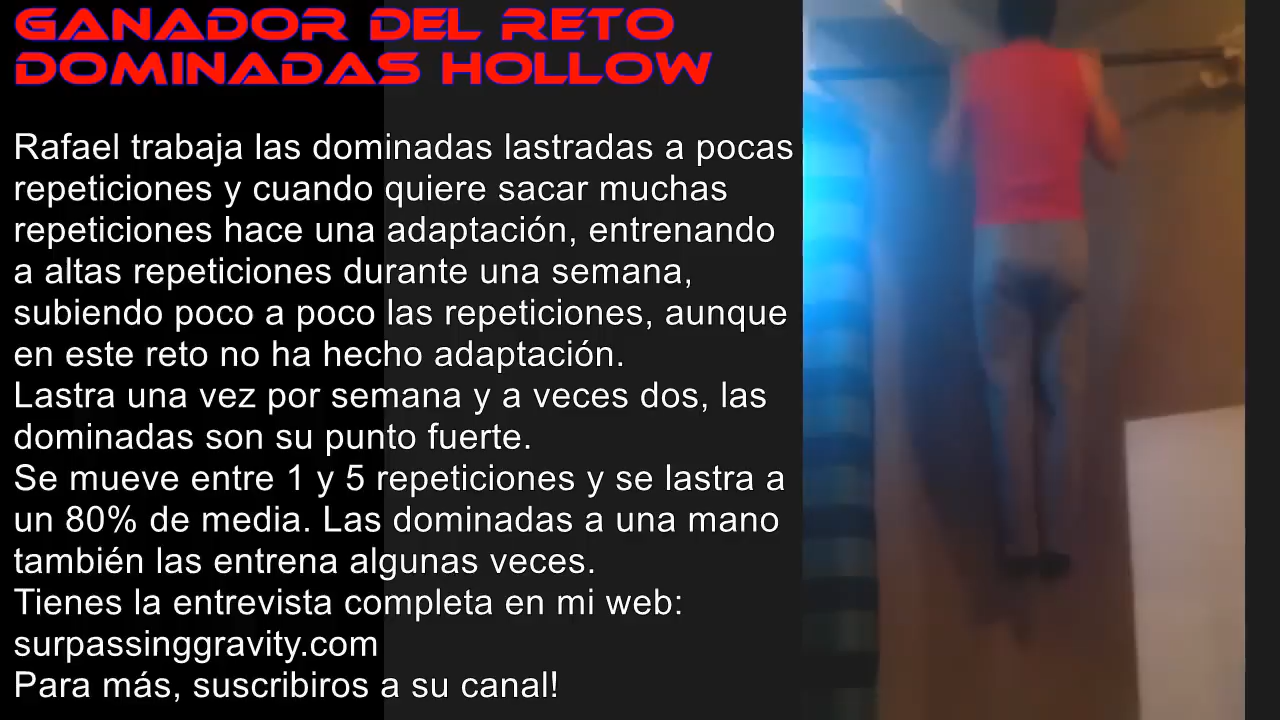 GANADOR DEL RETO
DOMINADAS HOLLOW
Rafael trabaja las dominadas lastradas a pocas
repeticiones y cuando quiere sacar muchas
repeticiones hace una adaptación, entrenando
a altas repeticiones durante una semana,
subiendo poco a poco las repeticiones, aunque
en este reto no ha hecho adaptación.
Lastra una vez por semana y a veces dos, las
dominadas son su punto fuerte.
Se mueve entre 1 y 5 repeticiones y se lastra a
un 80% de media. Las dominadas a una mano
también las entrena algunas veces.
Tienes la entrevista completa en mi web:
surpassinggravity.com
Para más, suscribiros a su canal!